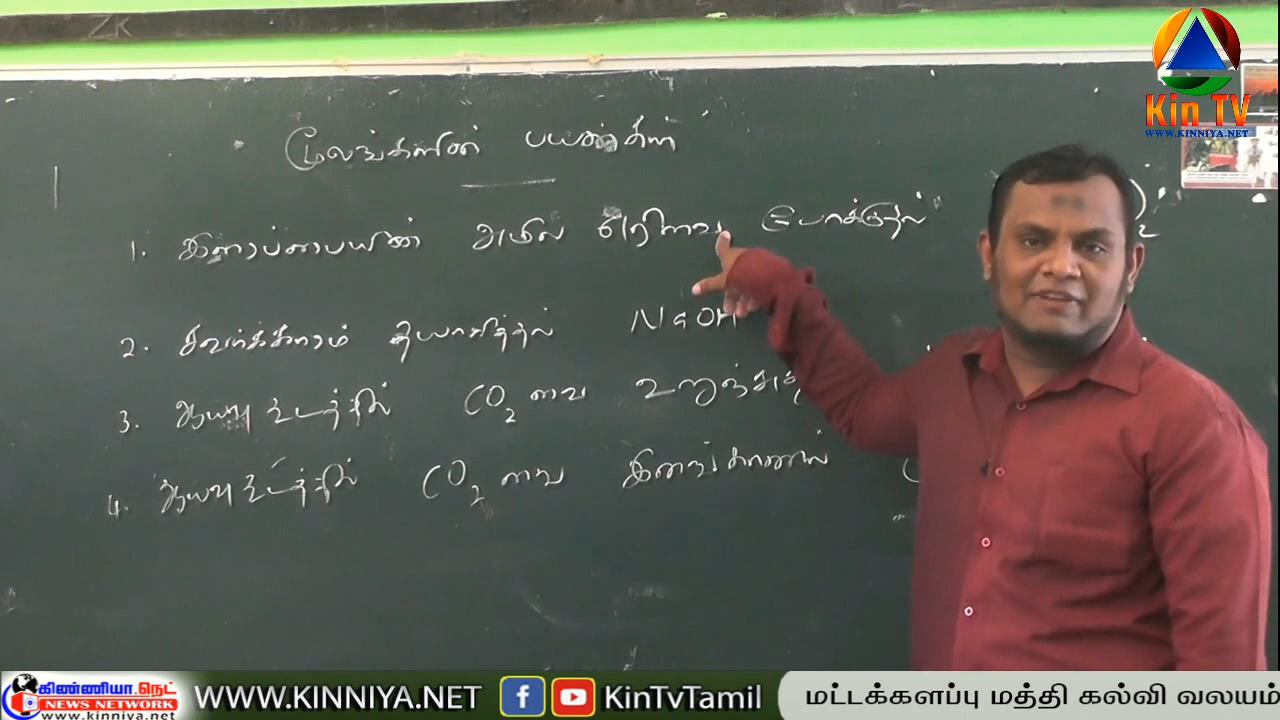 ZK
Kin TV
WWW.KINNIYA.NET
மூலங்களின் பயன்கள்
1. இரைப்பையின் அமில எரிவை போக்குதல் )2
2. சவர்க்காரம் தயாரித்தல் NaOH
3. ஆய்வு கூடத்தில் CO2 வை உறுஞ்சுத
4. ஆய்வு கூடத்தில் CO2 வை இனங்காணல்
கிண்ணியா.நெட்
NEWS NETWORK
www.kinniya.net
WWW.KINNIYA.NET
KinTvTamil
மட்டக்களப்பு மத்தி கல்வி வலயம்